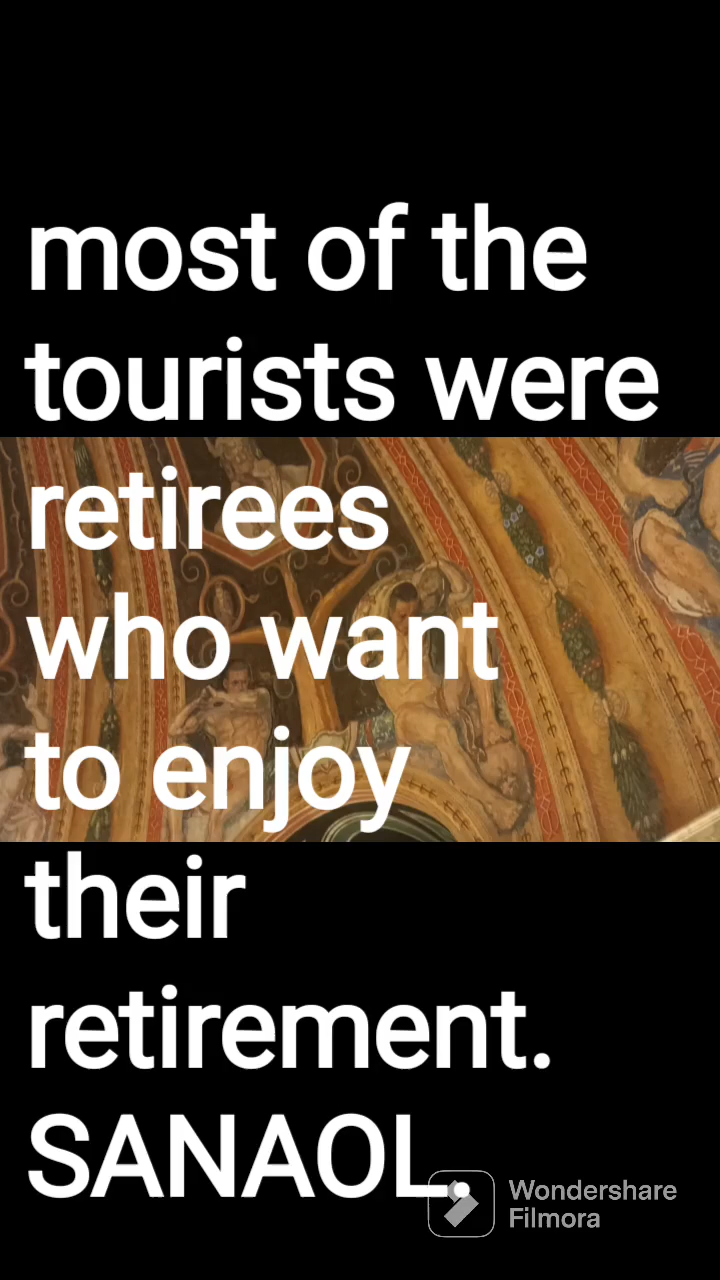 most of the
tourists were
retirees
who want
to enjoy
their
retirement.
SANAOL.
Wondershare
Filmora